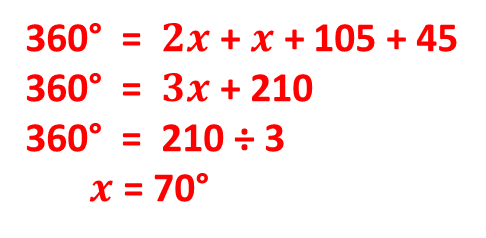 360° = 2x + x + 105 + 45
360° = 3x + 210
360° = 210 ÷ 3
x = 70°